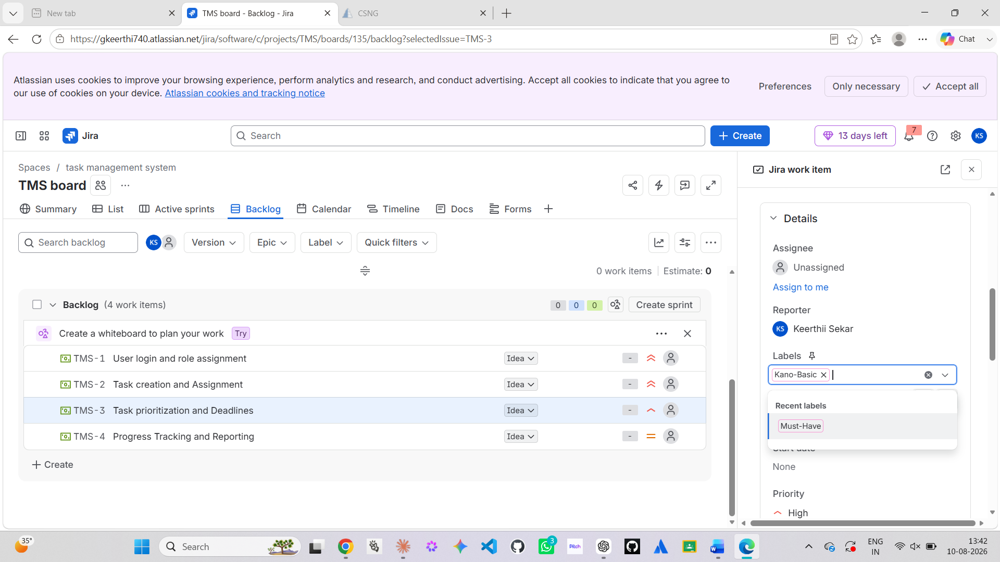 New tab
TMS board - Backlog - Jira
CSNG
https://gkeerthi740.atlassian.net/jira/software/c/projects/TMS/boards/135/backlog?selectedIssue=TMS-3
Chat
Atlassian uses cookies to improve your browsing experience, perform analytics and research, and conduct advertising. Accept all cookies to indicate that you agree to
our use of cookies on your device. Atlassian cookies and tracking notice
Preferences
Only necessary
Accept all
Jira
Search
Create
13 days left
7
KS
Spaces / task management system
TMS board
Jira work item
Summary
List
Active sprints
Backlog
Calendar
Timeline
Docs
Forms
Search backlog
KS
Version
Epic
Label
Quick filters
0 work items
Estimate: 0
Backlog (4 work items)
0 0 0
Create sprint
Create a whiteboard to plan your work Try
TMS-1 User login and role assignment Idea -
TMS-2 Task creation and Assignment Idea -
TMS-3 Task prioritization and Deadlines Idea -
TMS-4 Progress Tracking and Reporting Idea -
Create
Details
Assignee
Unassigned
Assign to me
Reporter
KS Keerthii Sekar
Labels
Kano-Basic
Recent labels
Must-Have
Start date
None
Priority
High
35°
Search
3
Pitch
ENG
IN
13:42
10-08-2026